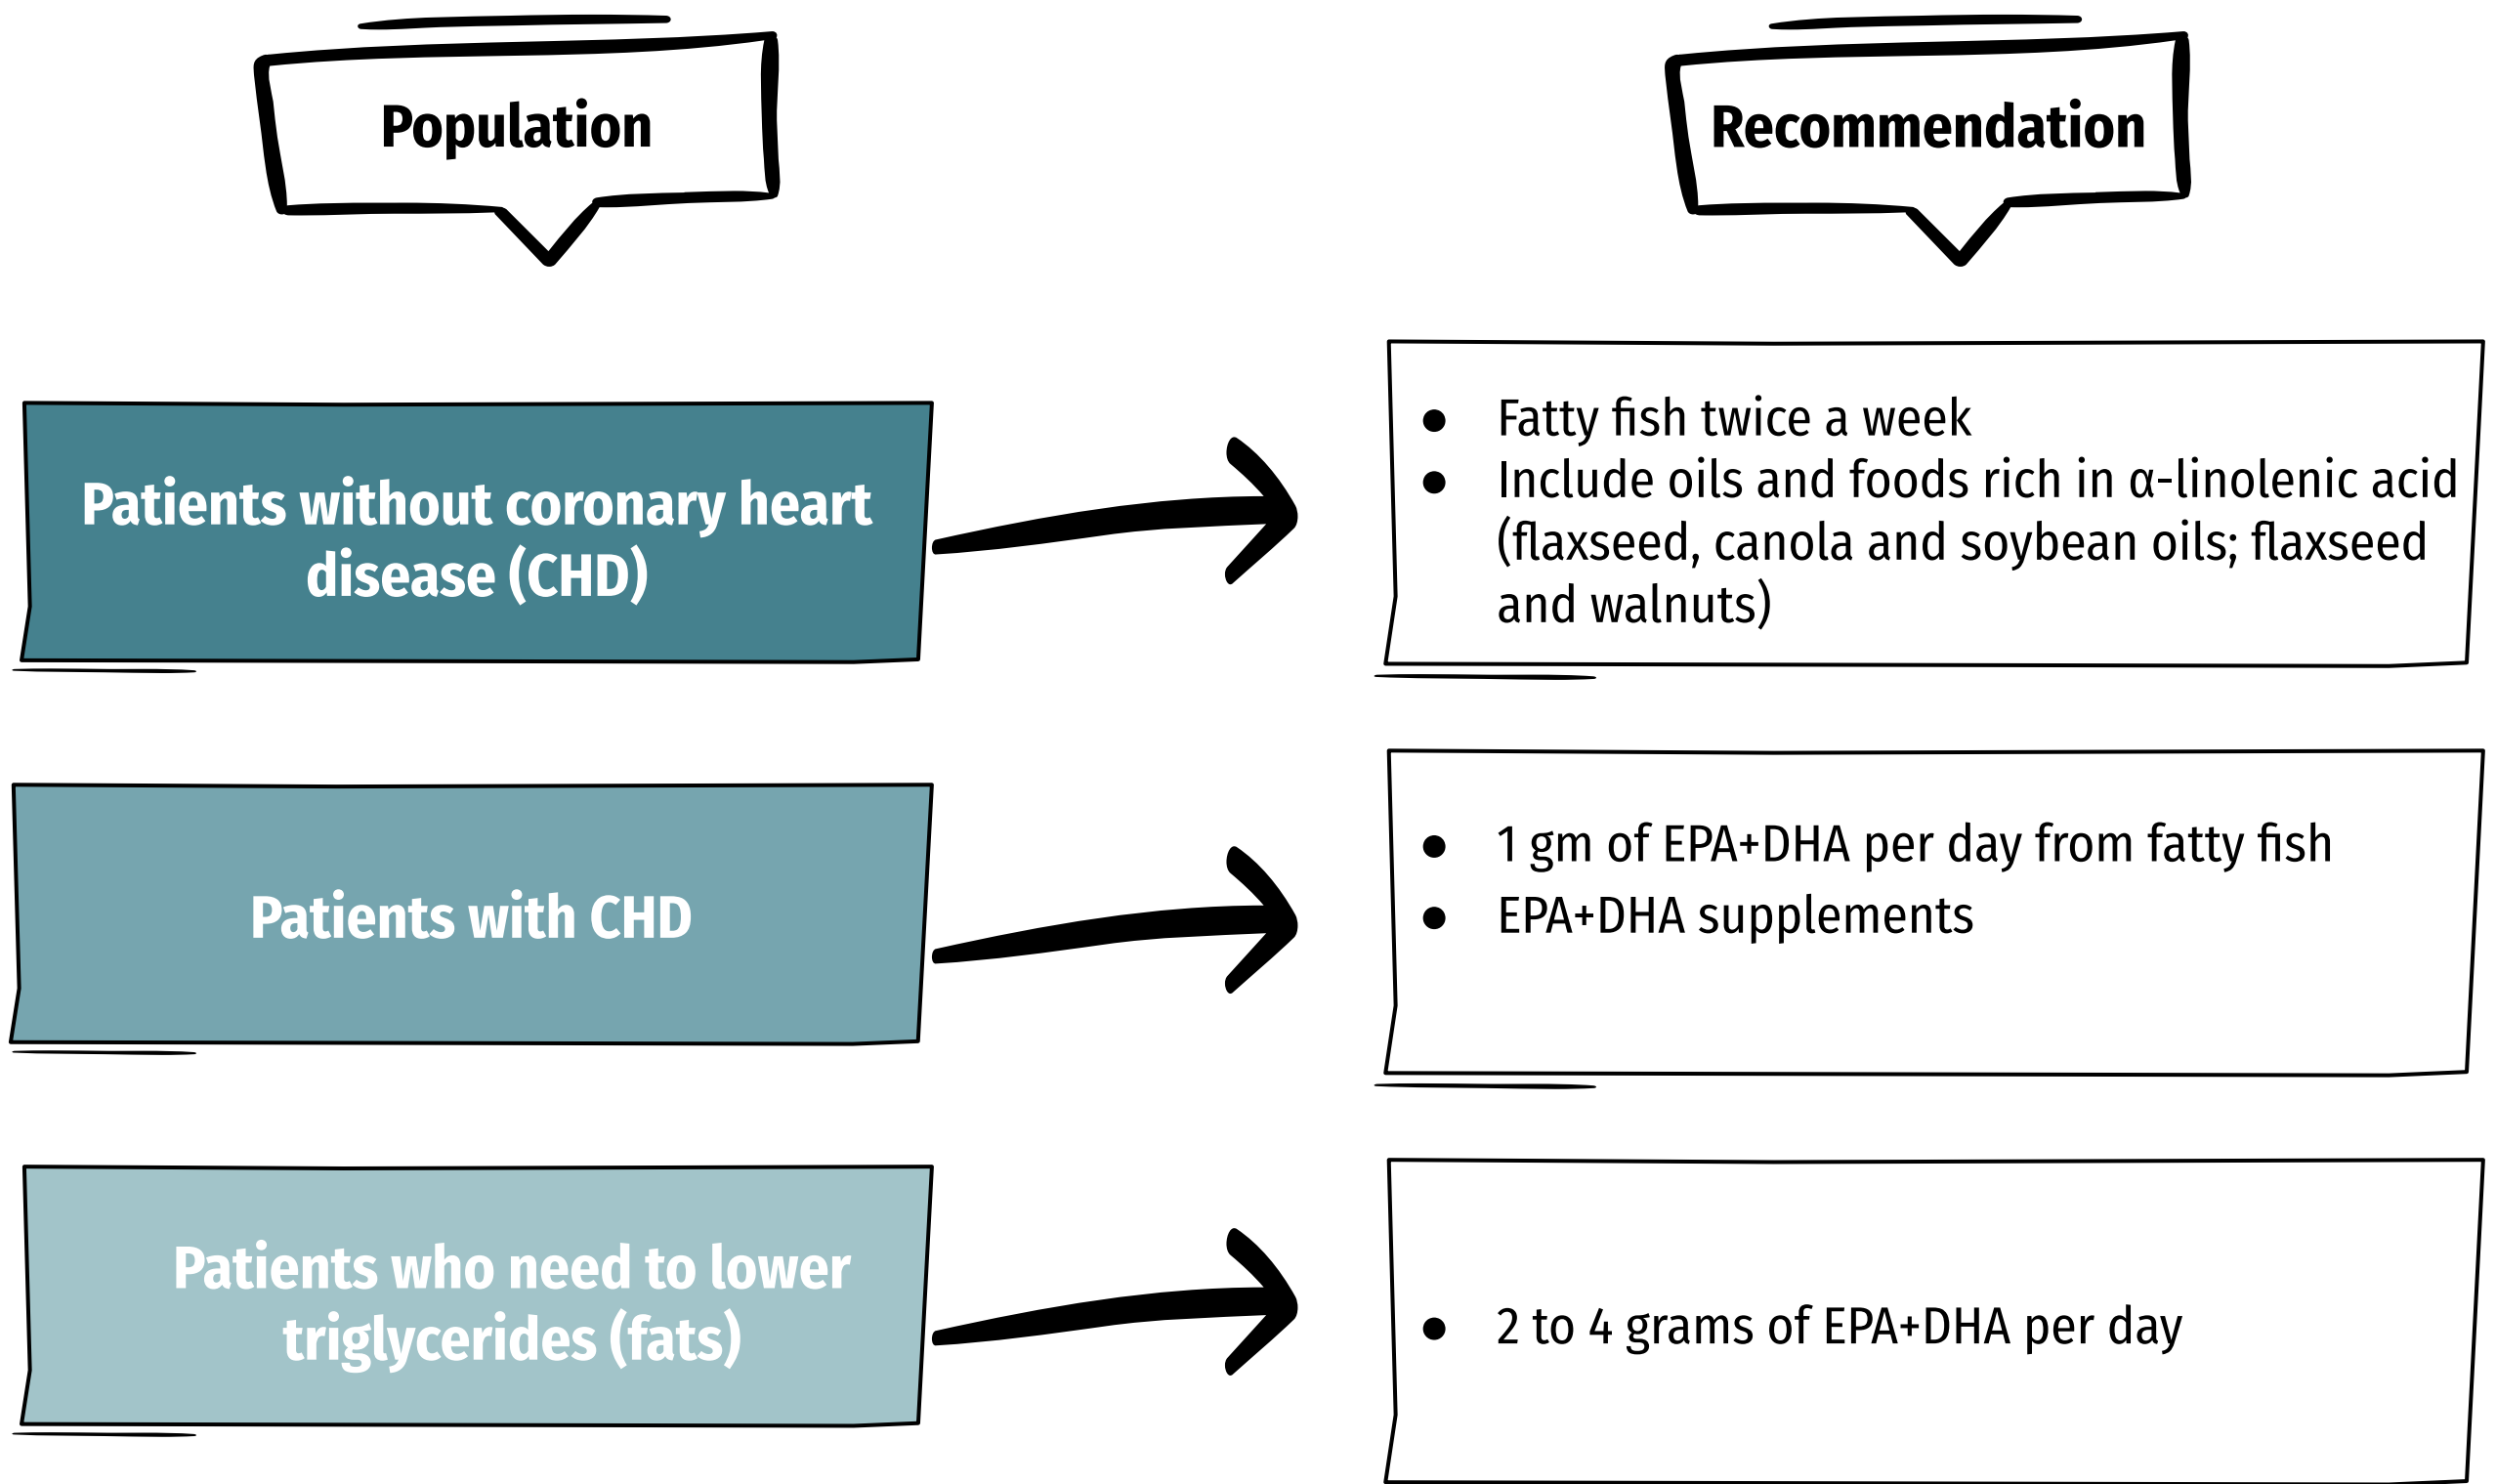 Population
Recommendation
Patients without coronary heart
disease (CHD)
● Fatty fish twice a week
● Include oils and foods rich in α-linolenic acid
(flaxseed, canola and soybean oils; flaxseed
and walnuts)
Patients with CHD
● 1 gm of EPA+DHA per day from fatty fish
● EPA+DHA supplements
Patients who need to lower
triglycerides (fats)
● 2 to 4 grams of EPA+DHA per day